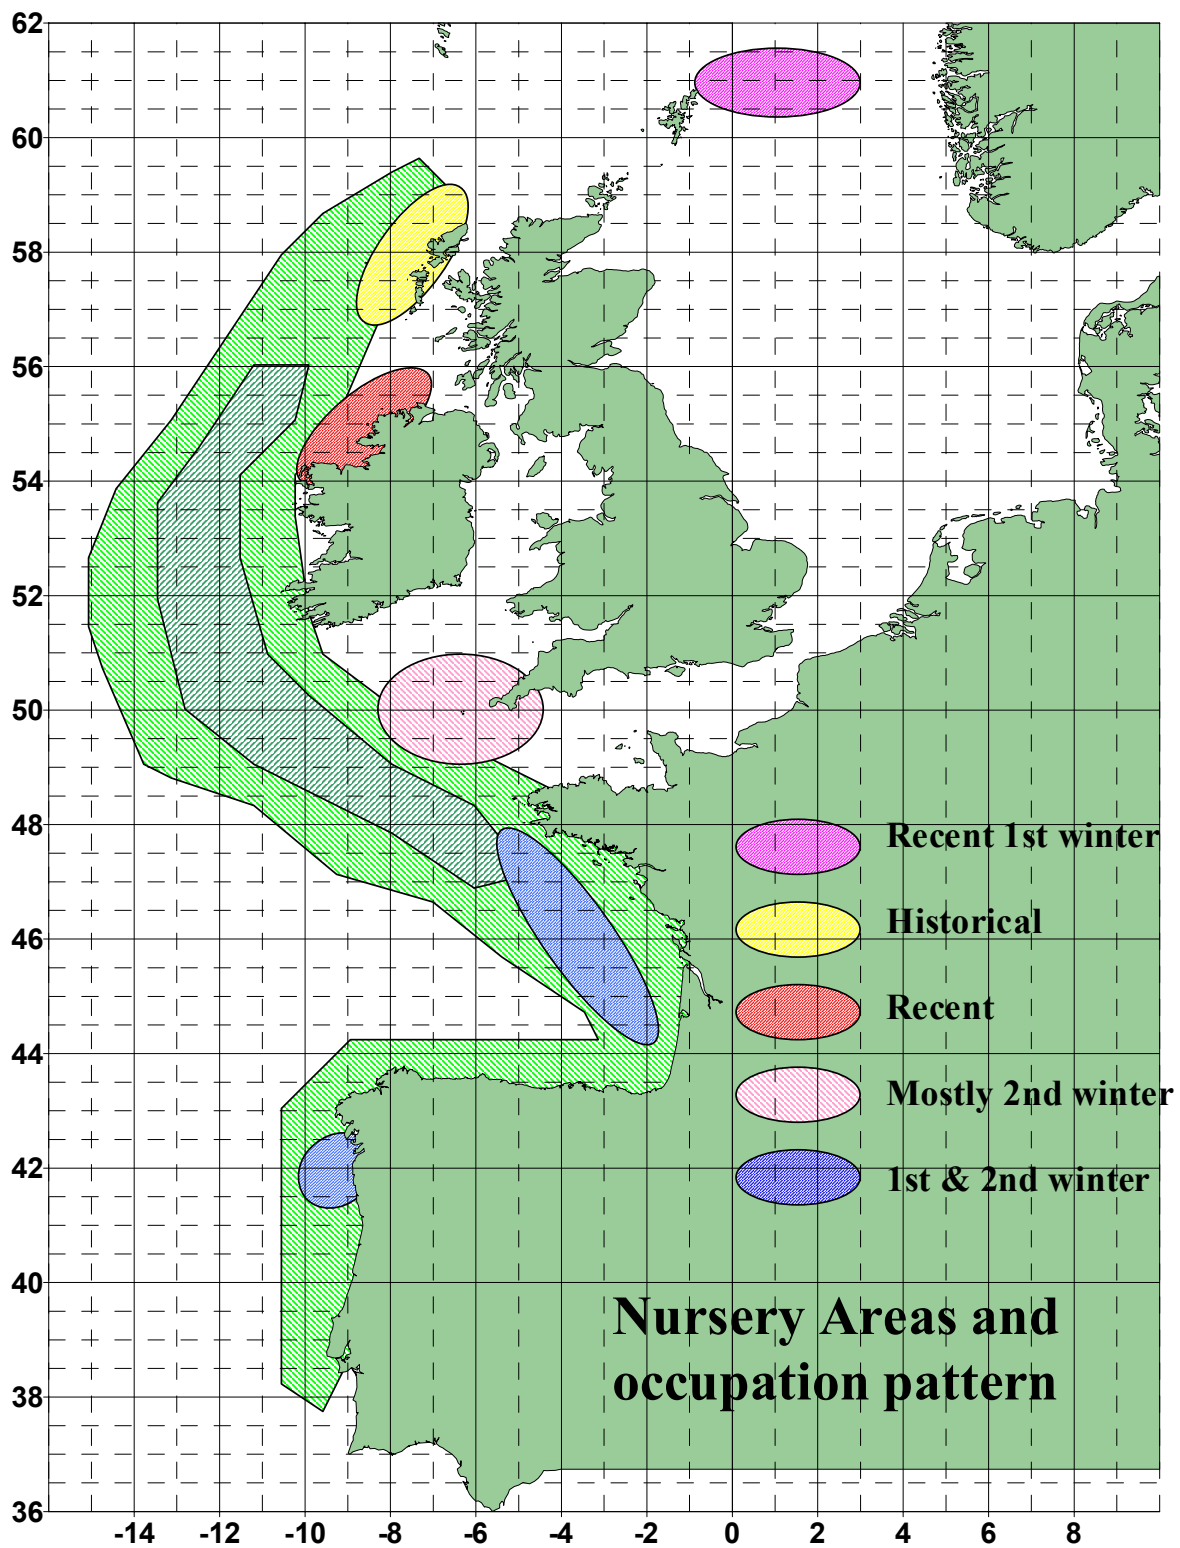 62
60
58
56
54
52
50
48
46
44
42
40
38
36
Recent 1st winter
Historical
Recent
Mostly 2nd winter
1st & 2nd winter
Nursery Areas and
occupation pattern
-14 -12 -10 -8 -6 -4 -2 0 2 4 6 8